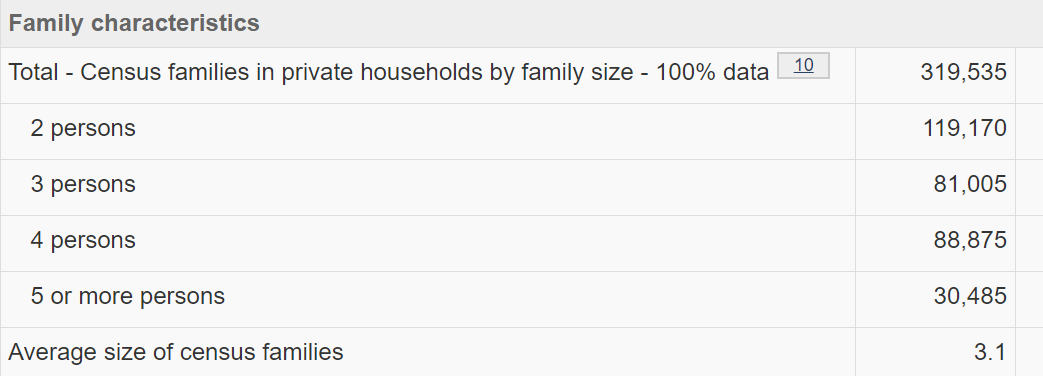 Family characteristics
Total - Census families in private households by family size - 100% data 10 319,535
2 persons 119,170
3 persons 81,005
4 persons 88,875
5 or more persons 30,485
Average size of census families 3.1